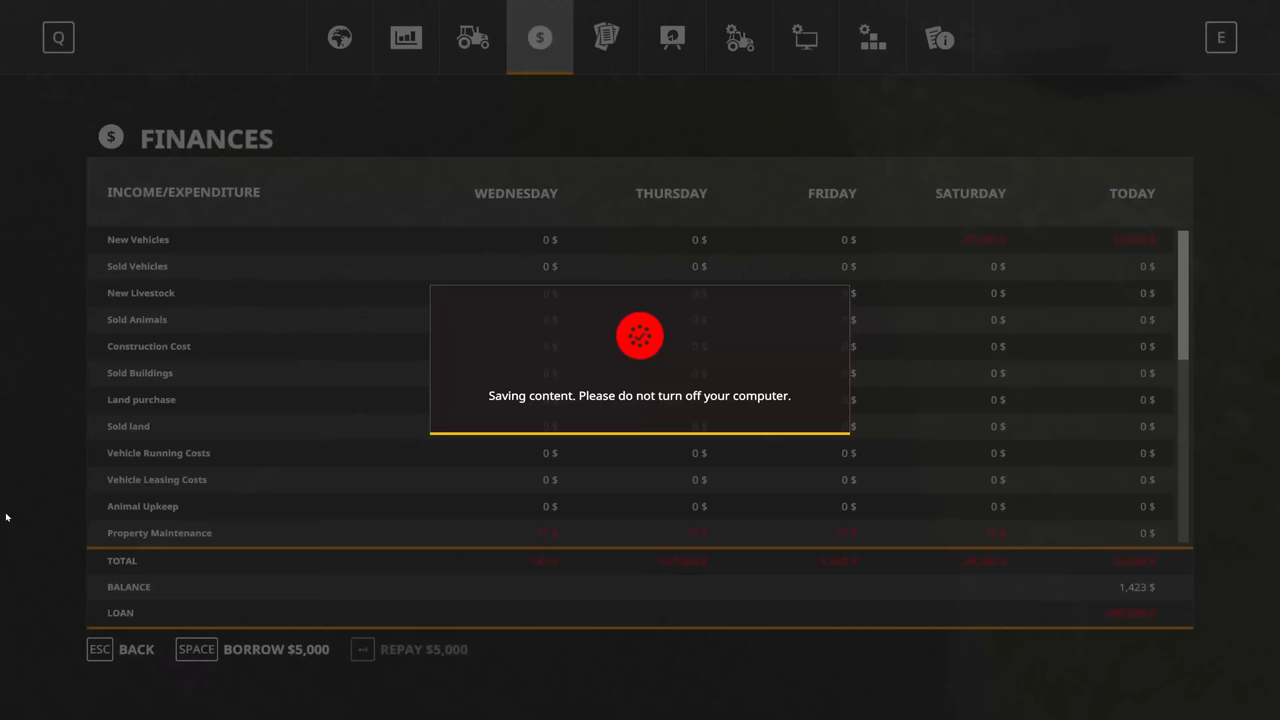 Q
E
FINANCES
INCOME/EXPENDITURE WEDNESDAY THURSDAY FRIDAY SATURDAY TODAY
New Vehicles 0 $ 0 $ 0 $
Sold Vehicles 0 $ 0 $ 0 $ 0 $ 0 $
New Livestock 0 $ 0 $ 0 $ 0 $ 0 $
Sold Animals $ 0 $ 0 $
Construction Cost $ 0 $ 0 $
Sold Buildings $ 0 $ 0 $
Land purchase $ 0 $ 0 $
Sold land $ 0 $ 0 $
Saving content. Please do not turn off your computer.
Vehicle Running Costs 0 $ 0 $ 0 $ 0 $ 0 $
Vehicle Leasing Costs 0 $ 0 $ 0 $ 0 $ 0 $
Animal Upkeep 0 $ 0 $ 0 $ 0 $ 0 $
Property Maintenance 0 $
TOTAL
BALANCE 1,423 $
LOAN
ESC BACK SPACE BORROW $5,000 REPAY $5,000